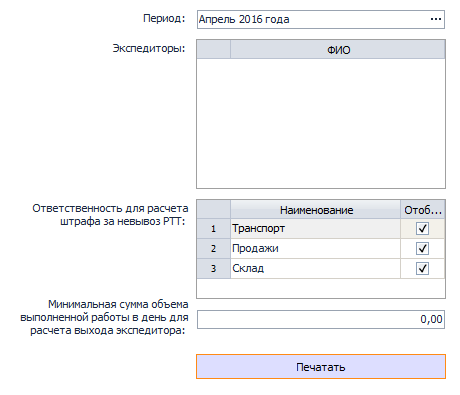 Период: Апрель 2016 года ...
Экспедиторы: ФИО
Ответственность для расчета
штрафа за невывоз РТТ:
Наименование Отоб...
1 Транспорт
2 Продажи
3 Склад
Минимальная сумма объема
выполненной работы в день для
расчета выхода экспедитора:
0,00
Печатать